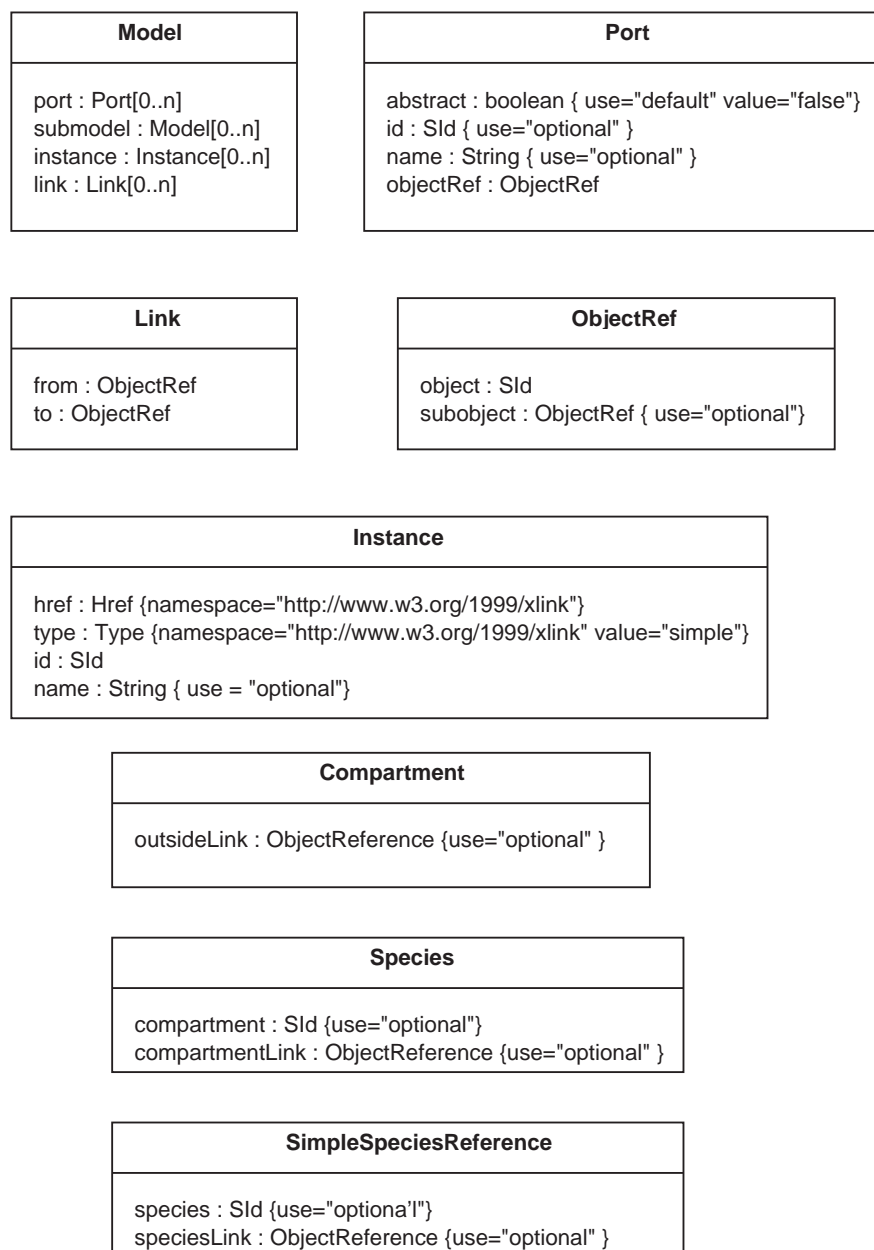 Model
port : Port[0..n]
submodel : Model[0..n]
instance : Instance[0..n]
link : Link[0..n]
Port
abstract : boolean { use="default" value="false"}
id : SId { use="optional" }
name : String { use="optional" }
objectRef : ObjectRef
Link
from : ObjectRef
to : ObjectRef
ObjectRef
object : SId
subobject : ObjectRef { use="optional"}
Instance
href : Href {namespace="http://www.w3.org/1999/xlink"}
type : Type {namespace="http://www.w3.org/1999/xlink" value="simple"}
id : SId
name : String { use = "optional"}
Compartment
outsideLink : ObjectReference {use="optional" }
Species
compartment : SId {use="optional"}
compartmentLink : ObjectReference {use="optional" }
SimpleSpeciesReference
species : SId {use="optiona’l"}
speciesLink : ObjectReference {use="optional" }